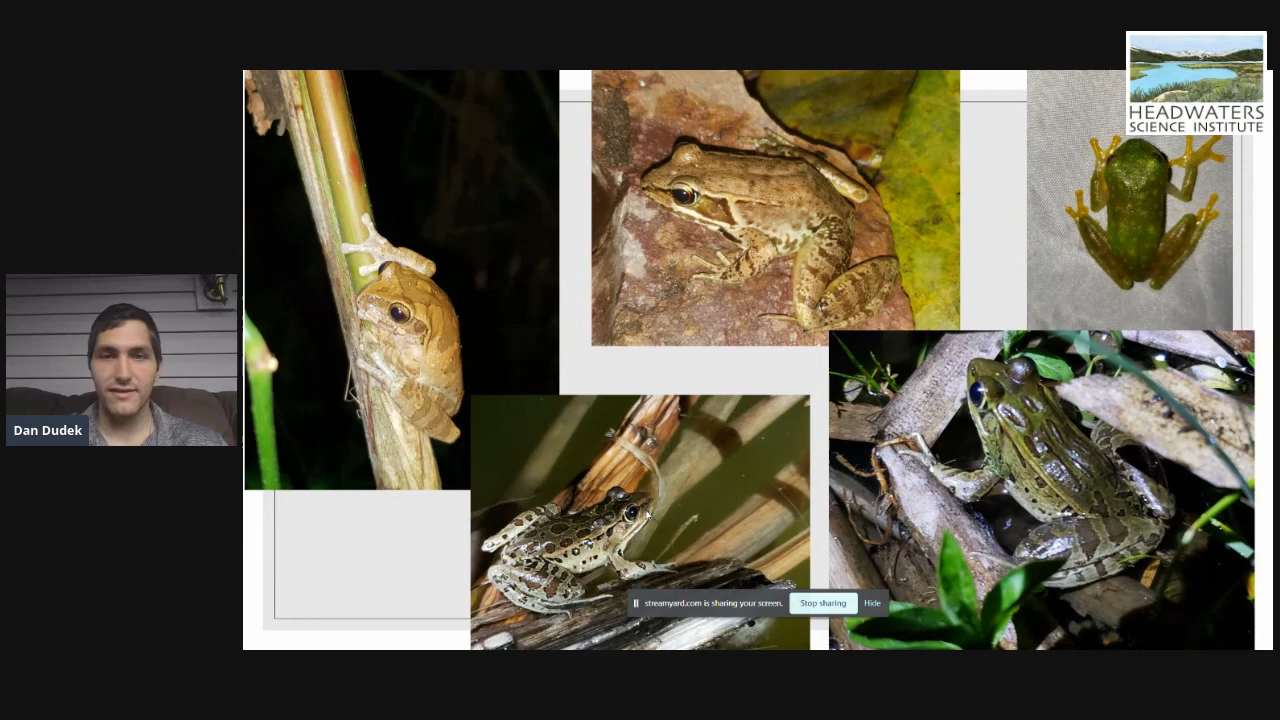 HEADWATERS
SCIENCE INSTITUTE
Dan Dudek
streamyard.com is sharing your screen.
Stop sharing
Hide